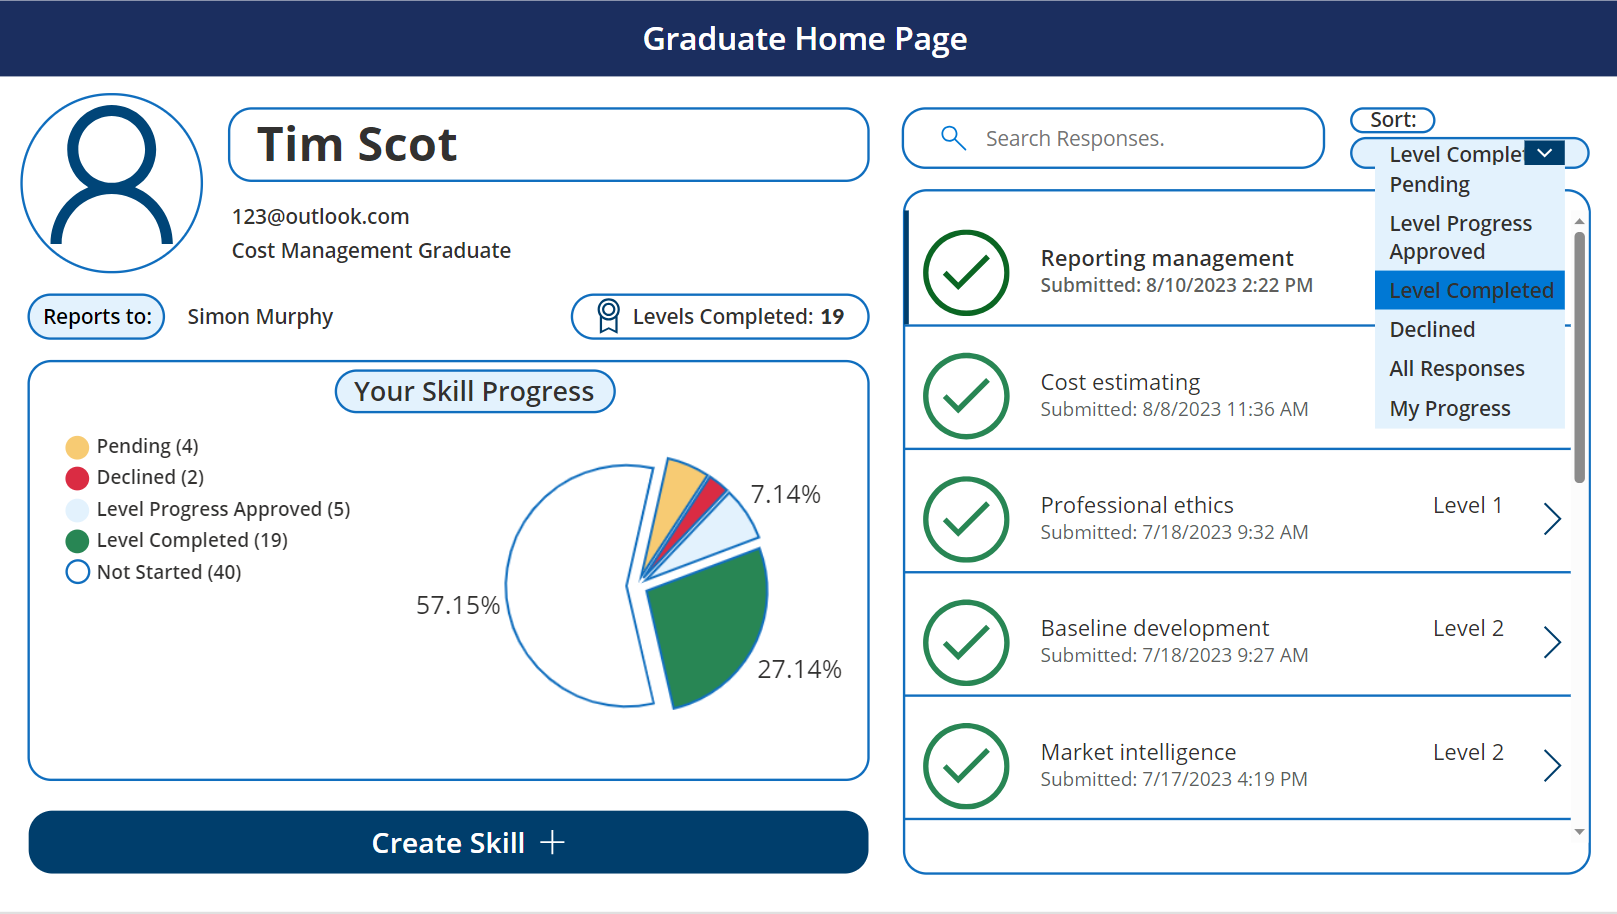 Graduate Home Page
Tim Scot
123@outlook.com
Cost Management Graduate
Reports to:
Simon Murphy
Levels Completed: 19
Your Skill Progress
Pending (4)
Declined (2)
Level Progress Approved (5)
Level Completed (19)
Not Started (40)
7.14%
57.15%
27.14%
Create Skill
Search Responses.
Sort:
Level Complet
Pending
Level Progress
Approved
Level Completed
Declined
All Responses
My Progress
Reporting management
Submitted: 8/10/2023 2:22 PM
Cost estimating
Submitted: 8/8/2023 11:36 AM
Professional ethics
Level 1
Submitted: 7/18/2023 9:32 AM
Baseline development
Level 2
Submitted: 7/18/2023 9:27 AM
Market intelligence
Level 2
Submitted: 7/17/2023 4:19 PM